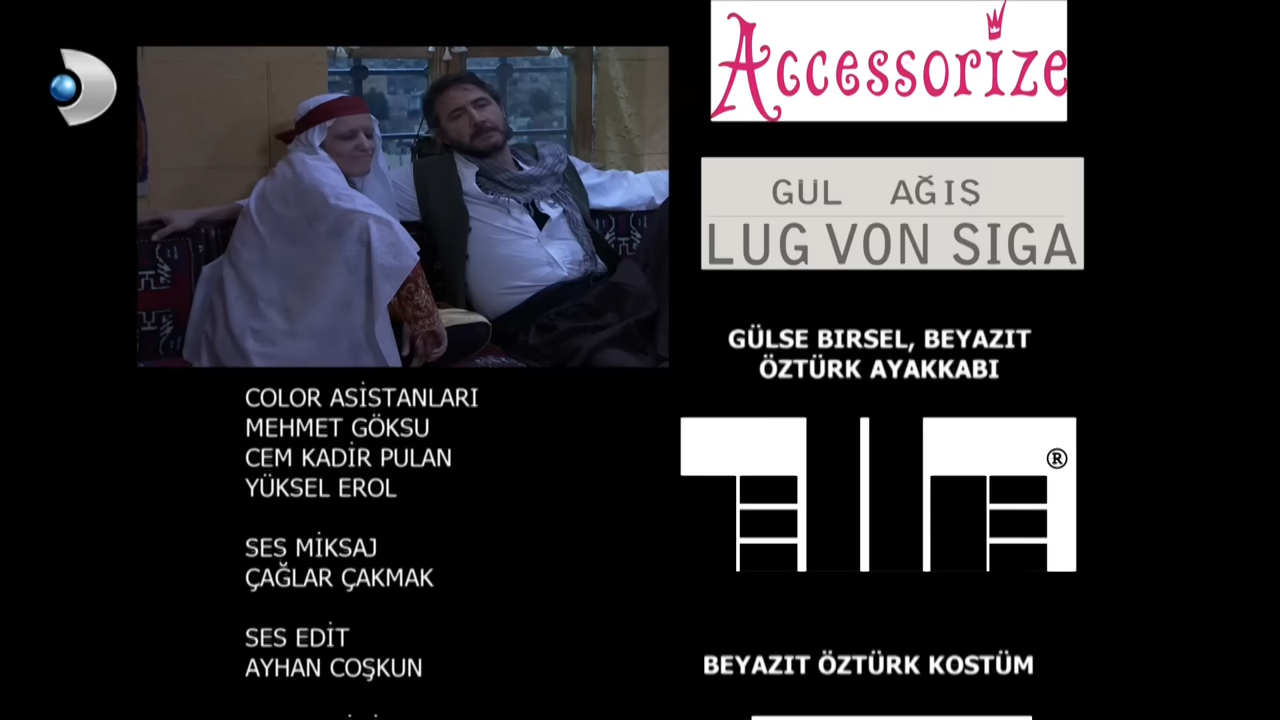 COLOR ASİSTANLARI
MEHMET GÖKSU
CEM KADİR PULAN
YÜKSEL EROL
SES MİKSAJ
ÇAĞLAR ÇAKMAK
SES EDİT
AYHAN COŞKUN
Accessorize
GUL AĞIŞ
LUG VON SIGA
GÜLSE BIRSEL, BEYAZIT
ÖZTÜRK AYAKKABI
®
BEYAZIT ÖZTÜRK KOSTÜM